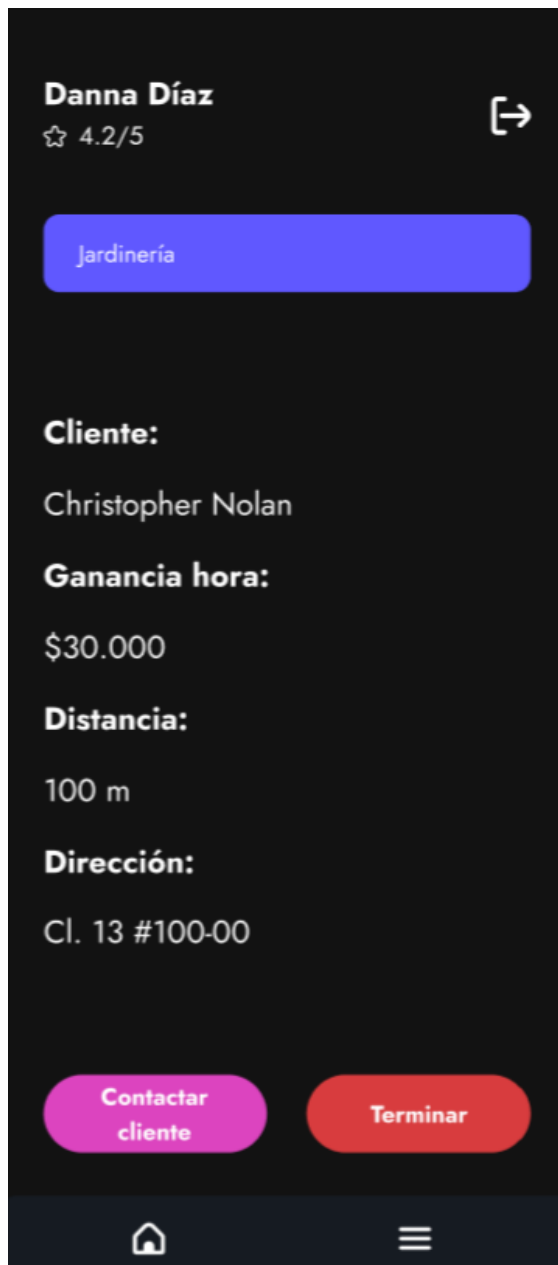 Danna Díaz
4.2/5
Jardinería
Cliente:
Christopher Nolan
Ganancia hora:
$30.000
Distancia:
100 m
Dirección:
Cl. 13 #100-00
Contactar
cliente
Terminar